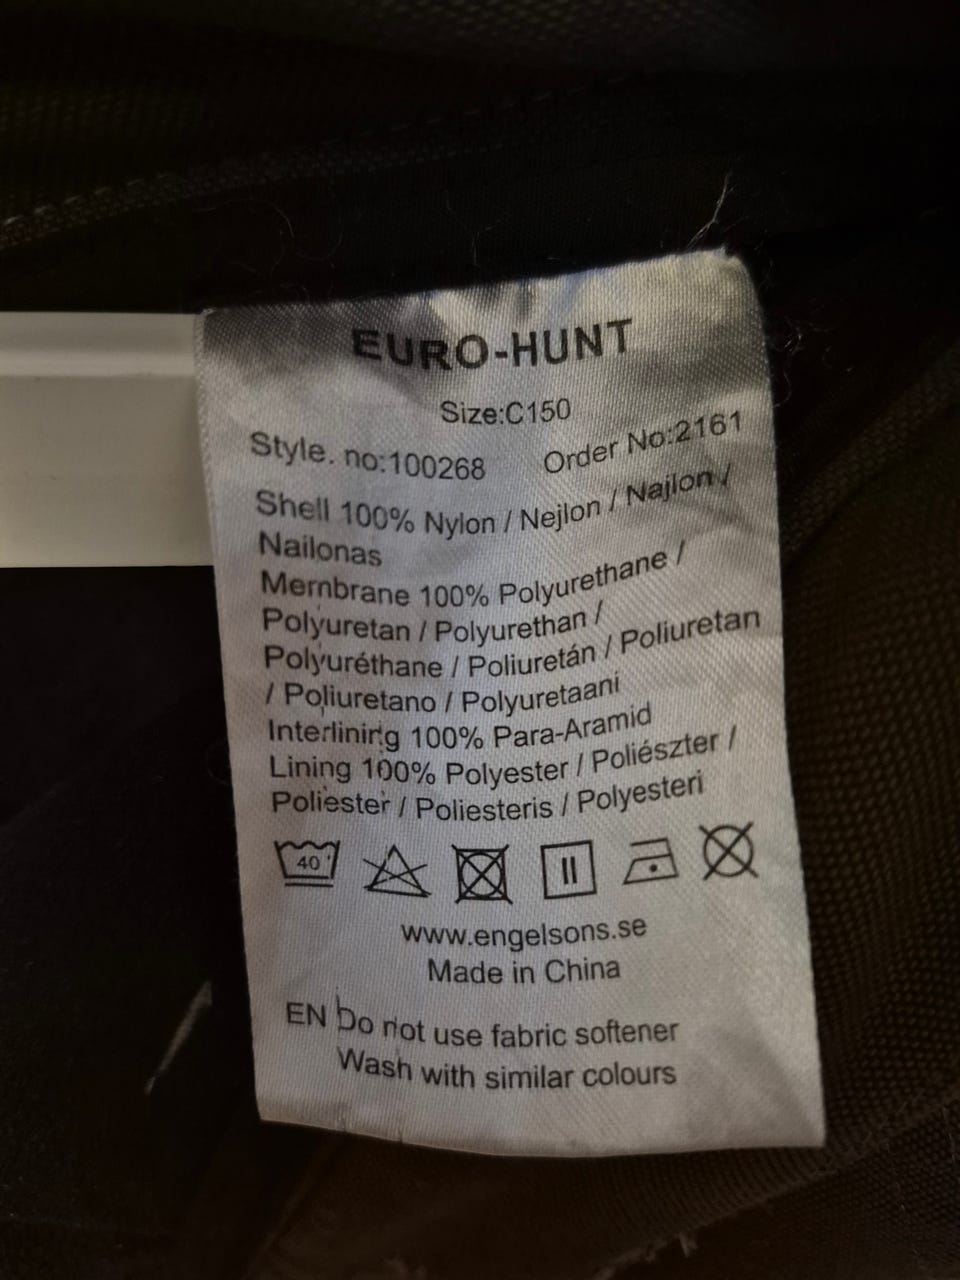 EURO-HUNT
Size:C150
Style. no:100268 Order No:2161
Shell 100% Nylon / Nejlon / Najlon /
Nailonas
Membrane 100% Polyurethane /
Polyuretan / Polyurethan /
Polyuréthane / Poliuretán / Poliuretan
/ Poliuretano / Polyuretaani
Interlining 100% Para-Aramid
Lining 100% Polyester / Poliészter /
Poliester / Poliesteris / Polyesteri
40
www.engelsons.se
Made in China
EN Do not use fabric softener
Wash with similar colours